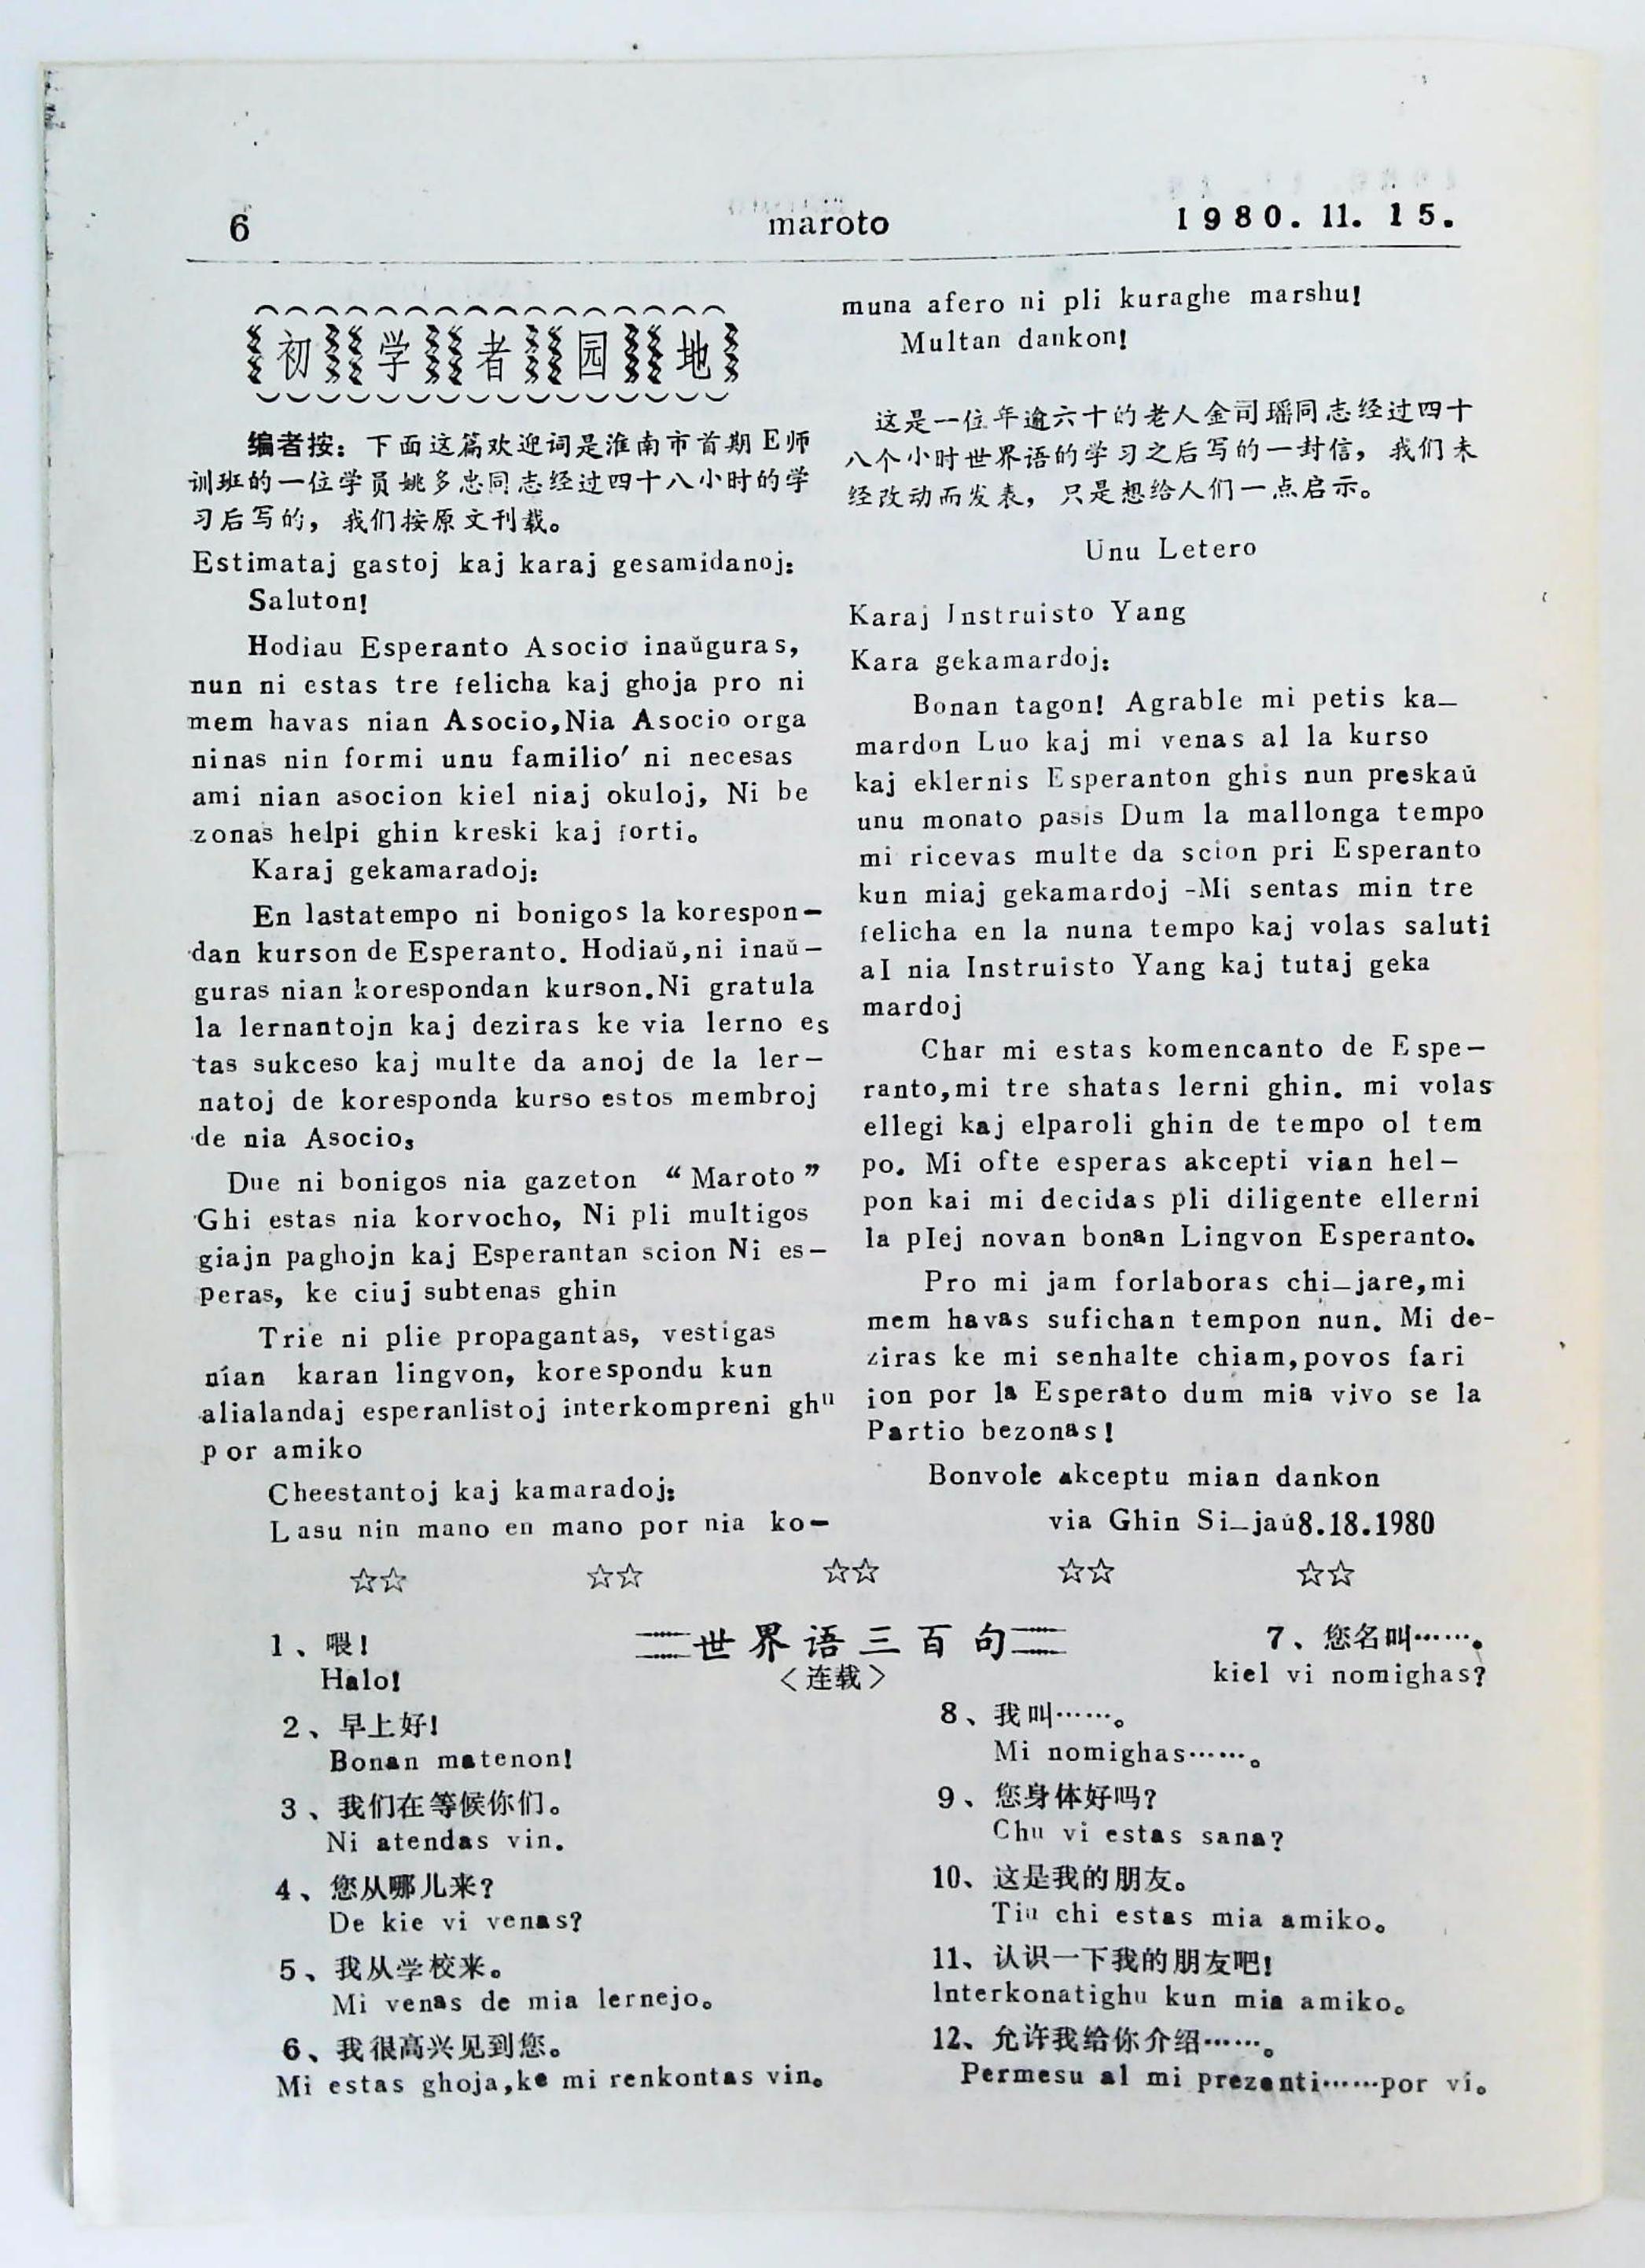 6
maroto
1980.11.15.
初学者园地
编者按：下面这篇欢迎词是淮南市首期E师
训班的一位学员姚多忠同志经过四十八小时的学
习后写的，我们按原文刊载。
Estimataj gastoj kaj karaj gesamidanoj:
Saluton!
Hodiau Esperanto Asocio inaŭguras,
nun ni estas tre felicha kaj ghoja pro ni
mem havas nian Asocio,Nia Asocio orga
ninas nin formi unu familio′ ni necesas
ami nian asocion kiel niaj okuloj, Ni be
zonas helpi ghin kreski kaj forti。
Karaj gekamaradoj:
En lastatempo ni bonigos la korespon-
dan kurson de Esperanto. Hodiaŭ,ni inaŭ-
guras nian korespondan kurson.Ni gratula
la lernantojn kaj deziras ke via lerno es
tas sukceso kaj multe da anoj de la ler-
natoj de koresponda kurso estos membroj
de nia Asocio,
Due ni bonigos nia gazeton “Maroto”
Ghi estas nia korvocho, Ni pli multigos
giajn paghojn kaj Esperantan scion Ni es-
peras, ke ciuj subtenas ghin
Trie ni plie propagantas, vestigas
nían karan lingvon, korespondu kun
alialandaj esperanlistoj interkompreni ghu
por amiko
Cheestantoj kaj kamaradoj:
Lasu nin mano en mano por nia ko-
muna afero ni pli kuraghe marshu!
Multan dankon!
这是一位年逾六十的老人金司瑶同志经过四十
八个小时世界语的学习之后写的一封信，我们未
经改动而发表，只是想给人们一点启示。
Unu Letero
Karaj Instruisto Yang
Kara gekamardoj:
Bonan tagon! Agrable mi petis ka-
mardon Luo kaj mi venas al la kurso
kaj eklernis Esperanton ghis nun preskaŭ
unu monato pasis Dum la mallonga tempo
mi ricevas multe da scion pri Esperanto
kun miaj gekamardoj -Mi sentas min tre
felicha en la nuna tempo kaj volas saluti
aI nia Instruisto Yang kaj tutaj geka
mardoj
Char mi estas komencanto de Espe-
ranto,mi tre shatas lerni ghin. mi volas
ellegi kaj elparoli ghin de tempo ol tem
po. Mi ofte esperas akcepti vian hel-
pon kai mi decidas pli diligente ellerni
la pIej novan bonan Lingvon Esperanto.
Pro mi jam forlaboras chi-jare,mi
mem havas sufichan tempon nun. Mi de-
ziras ke mi senhalte chiam,povos fari
ion por la Esperato dum mia vivo se la
Partio bezonas!
Bonvole akceptu mian dankon
via Ghin Si-jaŭ8.18.1980
☆☆ ☆☆ ☆☆ ☆☆ ☆☆
世界语三百句
〈连载〉
1、喂！
Halo!
2、早上好！
Bonan matenon!
3、我们在等候你们。
Ni atendas vin.
4、您从哪儿来？
De kie vi venas?
5、我从学校来。
Mi venas de mia lernejo。
6、我很高兴见到您。
Mi estas ghoja,ke mi renkontas vin。
7、您名叫……。
kiel vi nomighas?
8、我叫……。
Mi nomighas……。
9、您身体好吗？
Chu vi estas sana?
10、这是我的朋友。
Tiu chi estas mia amiko。
11、认识一下我的朋友吧！
lnterkonatighu kun mia amiko。
12、允许我给你介绍……。
Permesu al mi prezenti……por vi。